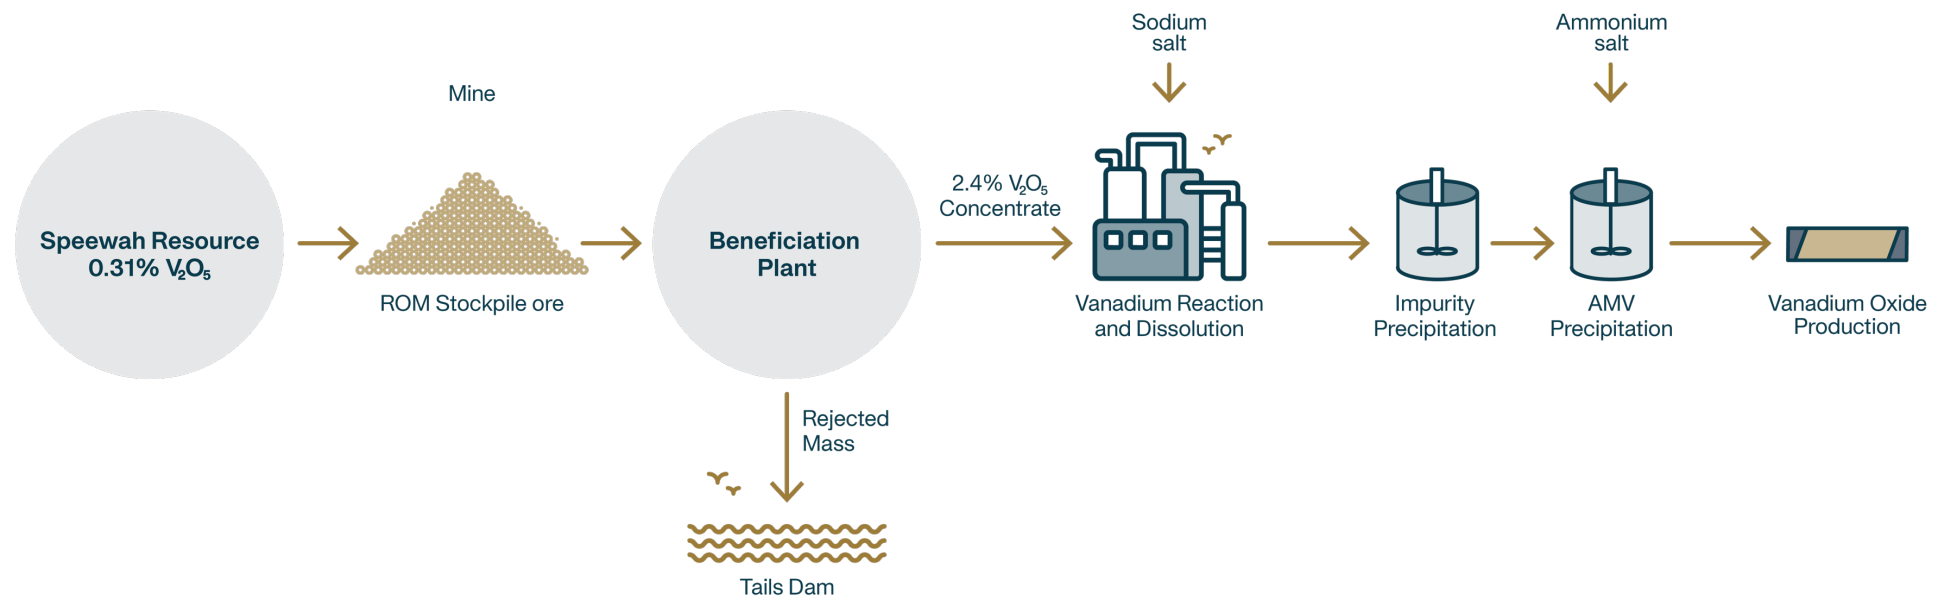 Speewah Resource
0.31% V₂O₅
Mine
ROM Stockpile ore
Beneficiation
Plant
Rejected
Mass
Tails Dam
2.4% V₂O₅
Concentrate
Sodium
salt
Vanadium Reaction
and Dissolution
Impurity
Precipitation
Ammonium
salt
AMV
Precipitation
Vanadium Oxide
Production